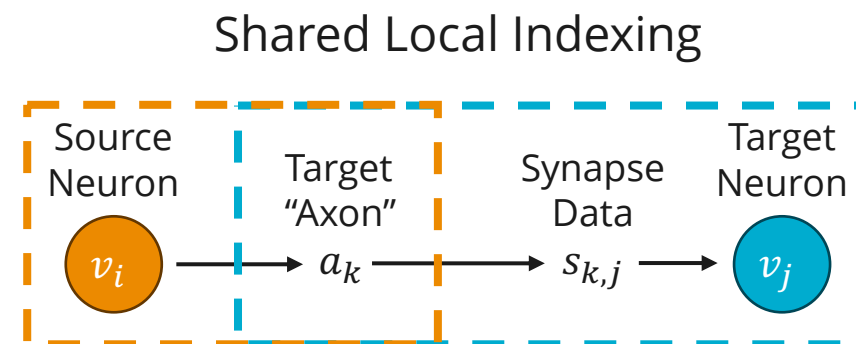 Shared Local Indexing
Source
Neuron
Target
“Axon”
Synapse
Data
Target
Neuron
v_i
a_k
s_{k,j}
v_j